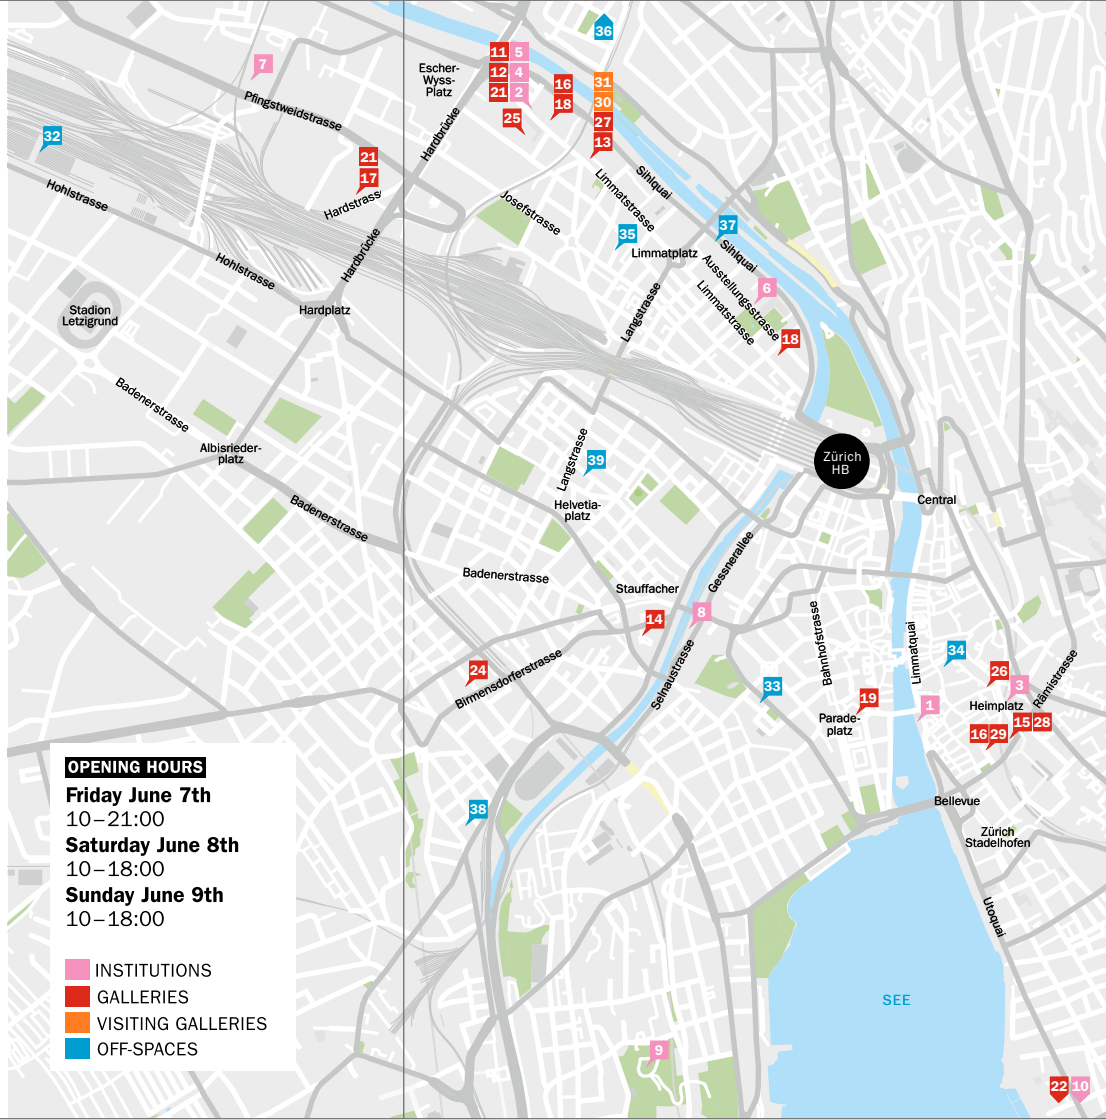 36
11 5
12 4
21 2
Escher-
Wyss-
Platz
16
18
31
30
27
13
25
7
Pfingstweidstrasse
Hardbrücke
32
21
17
Hardstrass
Hohlstrasse
Josefstrasse
Limmatstrasse
Sihlquai
35
Limmatplatz
37
Sihlquai
Ausstellungsstrasse
Limmatstrasse
6
18
Hardbrücke
Hohlstrasse
Hardplatz
Langstrasse
Stadion
Letzigrund
Badenerstrasse
Albisrieder-
platz
Badenerstrasse
Langstrasse
39
Helvetia-
platz
Zürich
HB
Central
Badenerstrasse
Stauffacher
Gessnerallee
14
8
24
Birmensdorferstrasse
Selnaustrasse
Bahnhofstrasse
Limmatquai
33
34
26
3
Rämistrasse
Heimplatz
19
1
Parade-
platz
16 29
15 28
38
Bellevue
Zürich
Stadelhofen
Utoquai
SEE
9
22 10
OPENING HOURS
Friday June 7th
10–21:00
Saturday June 8th
10–18:00
Sunday June 9th
10–18:00
INSTITUTIONS
GALLERIES
VISITING GALLERIES
OFF-SPACES